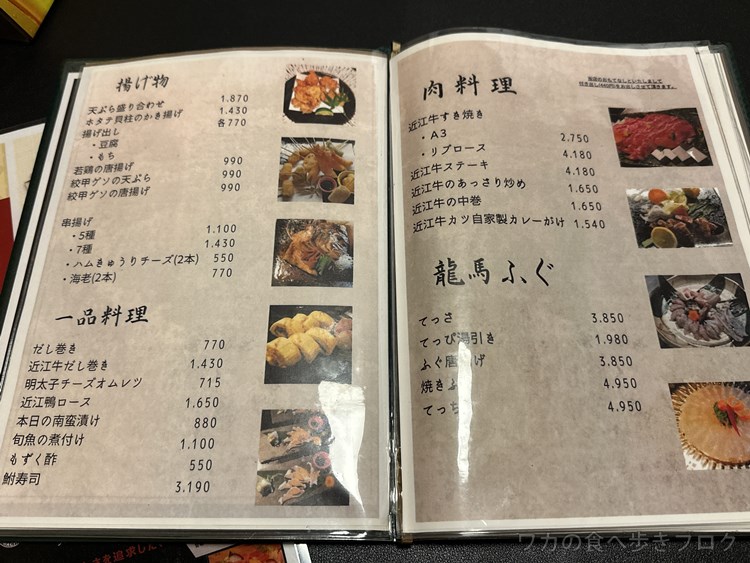 揚げ物
天ぷら盛り合わせ 1.870
ホタテ貝柱のかき揚げ 1.430
揚げ出し 各770
・豆腐
・もち
若鶏の唐揚げ 990
紋甲ゲソの天ぷら 990
紋甲ゲソの唐揚げ 990
串揚げ
・5種 1.100
・7種 1.430
・ハムきゅうりチーズ(2本) 550
・海老(2本) 770
一品料理
だし巻き 770
近江牛だし巻き 1.430
明太子チーズオムレツ 715
近江鴨ロース 1.650
本日の南蛮漬け 880
旬魚の煮付け 1.100
もずく酢 550
鮒寿司 3.190
肉料理
近江牛すき焼き
・A3 2.750
・リブロース 4.180
近江牛ステーキ 4.180
近江牛のあっさり炒め 1.650
近江牛の中巻 1.650
近江牛カツ自家製カレーがけ 1.540
龍馬ふぐ
てっさ 3.850
てっぴ湯引き 1.980
ふぐ唐揚げ 3.850
焼きふ 4.950
てっち 4.950
さを追求した
ワカの食べ歩きブログ